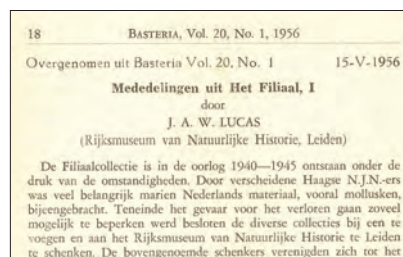 18 BASTERIA, Vol. 20, No. 1, 1956
Overgenomen uit Basteria Vol. 20, No. 1 15-V-1956
Mededelingen uit Het Filiaal, I
door
J. A. W. LUCAS
(Rijksmuseum van Natuurlijke Historie, Leiden)
De Filiaalcollectie is in de oorlog 1940—1945 ontstaan onder de
druk van de omstandigheden. Door verscheidene Haagse N.J.N.-ers
was veel belangrijk marien Nederlands materiaal, vooral mollusken,
bijeengebracht. Teneinde het gevaar voor het verloren gaan zoveel
mogelijk te beperken werd besloten de diverse collecties bij een te
voegen en aan het Rijksmuseum van Natuurlijke Historie te Leiden
te schenken. De bovengenoemde schenkers verenigden zich tot het